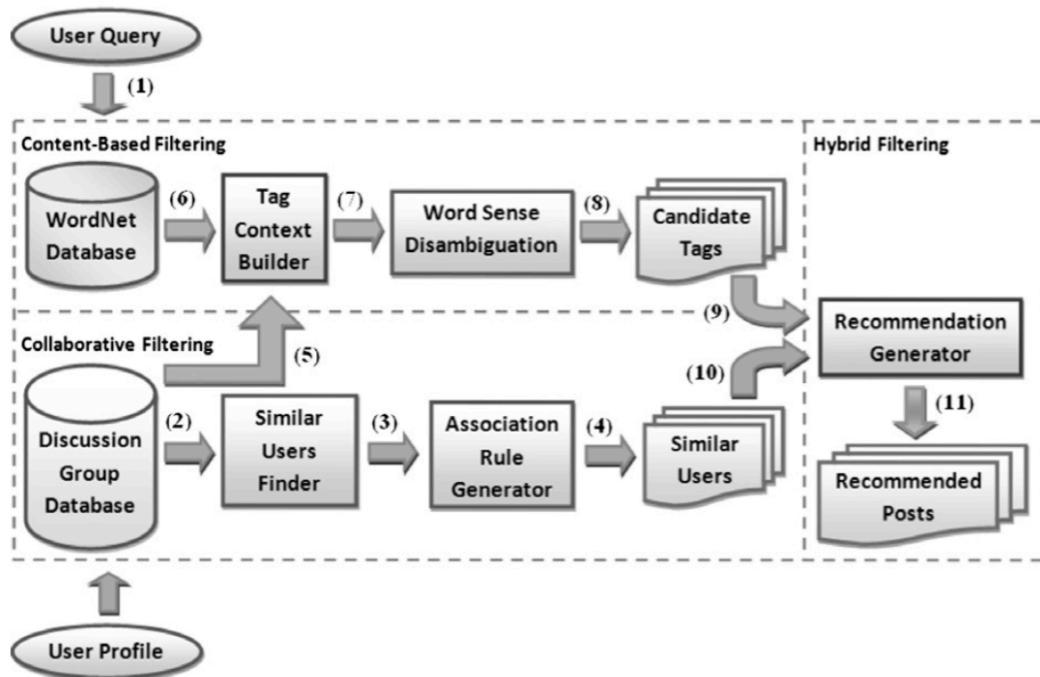 User Query
(1)
Content-Based Filtering
Hybrid Filtering
WordNet
Database
(6)
Tag
Context
Builder
(7)
Word Sense
Disambiguation
(8)
Candidate
Tags
(9)
Recommendation
Generator
Collaborative Filtering
(5)
(10)
(11)
Discussion
Group
Database
(2)
Similar
Users
Finder
(3)
Association
Rule
Generator
(4)
Similar
Users
Recommended
Posts
User Profile